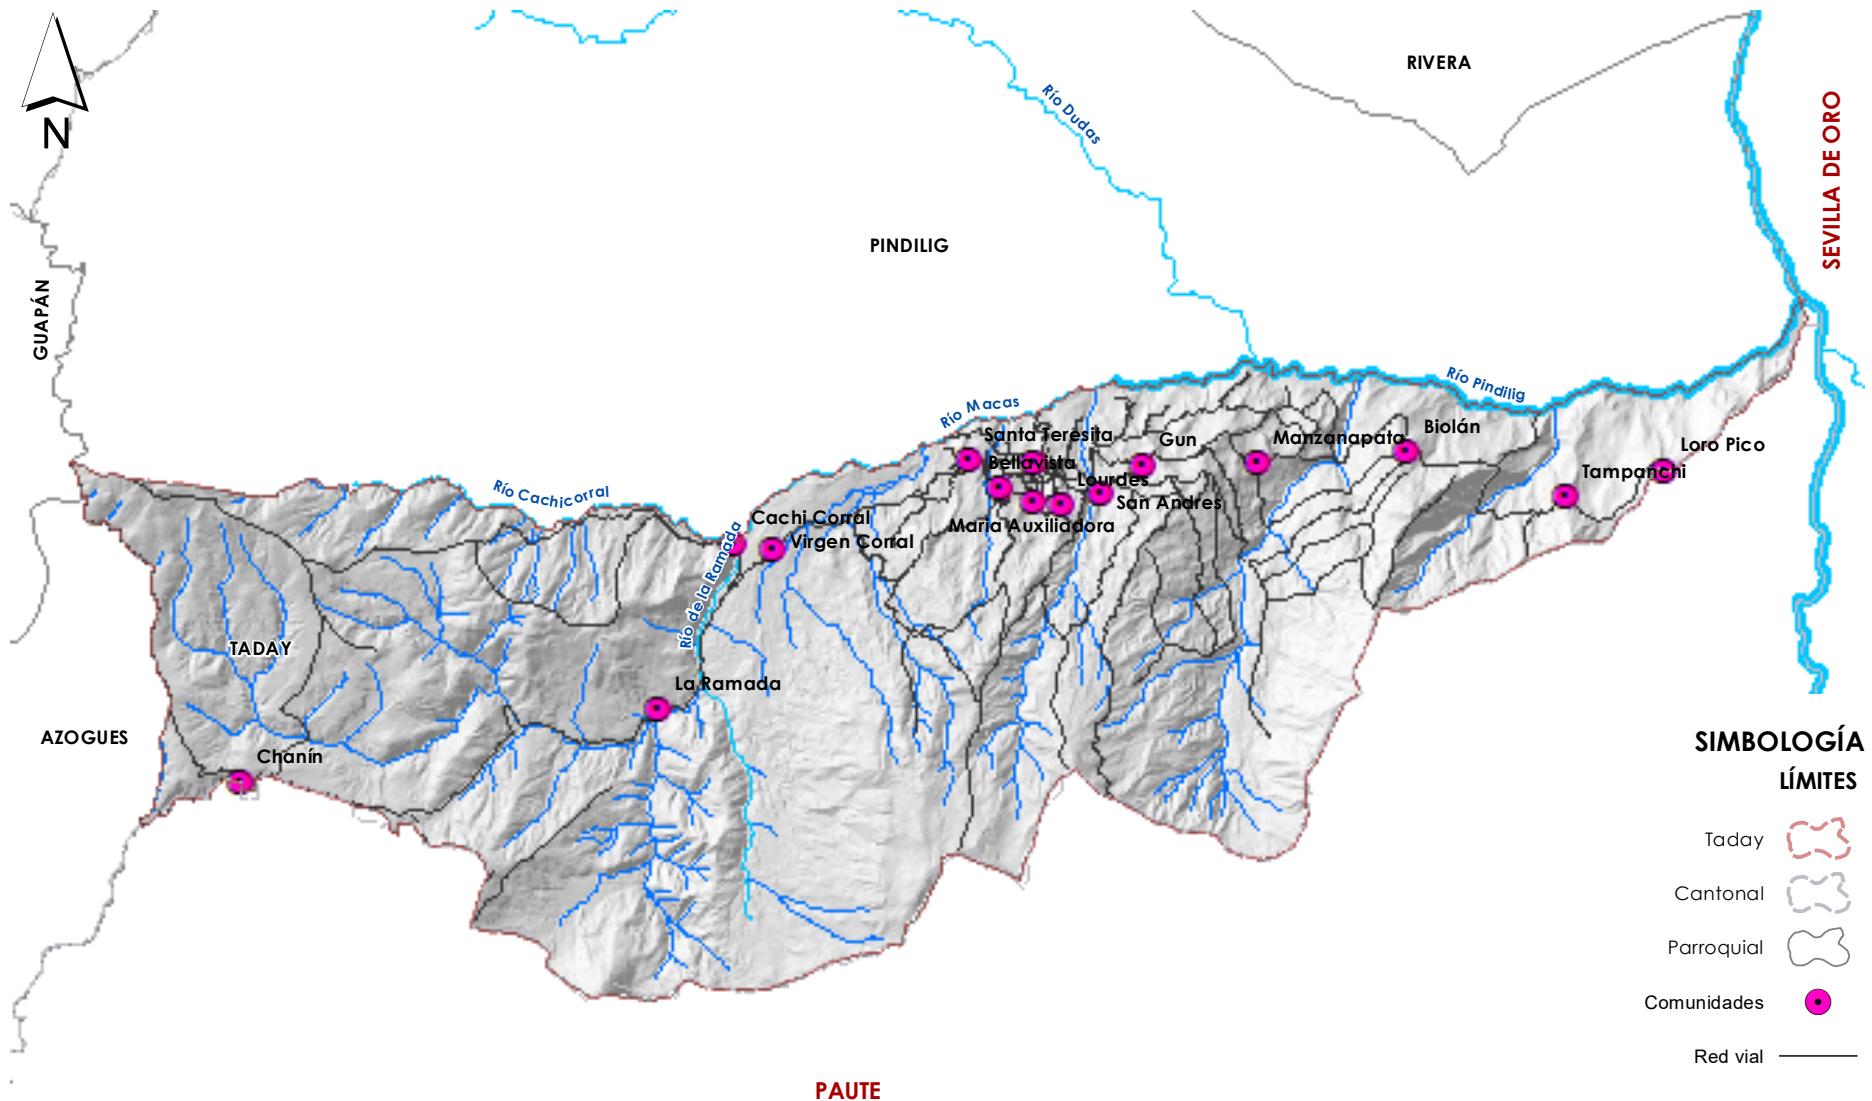 N
RIVERA
Río Dudas
SEVILLA DE ORO
PINDILIG
GUAPÁN
Río Pindilig
Río Macas
Santa Teresita
Gun
Manzanapata
Biolán
Loro Pico
Bellavista
Lourdes
Tampanchi
Río Cachicorral
San Andres
Cachi Corral
Maria Auxiliadora
Virgen Corral
Río de la Ramada
TADAY
La Ramada
AZOGUES
Chanín
SIMBOLOGÍA
LÍMITES
Taday
Cantonal
Parroquial
Comunidades
Red vial
PAUTE